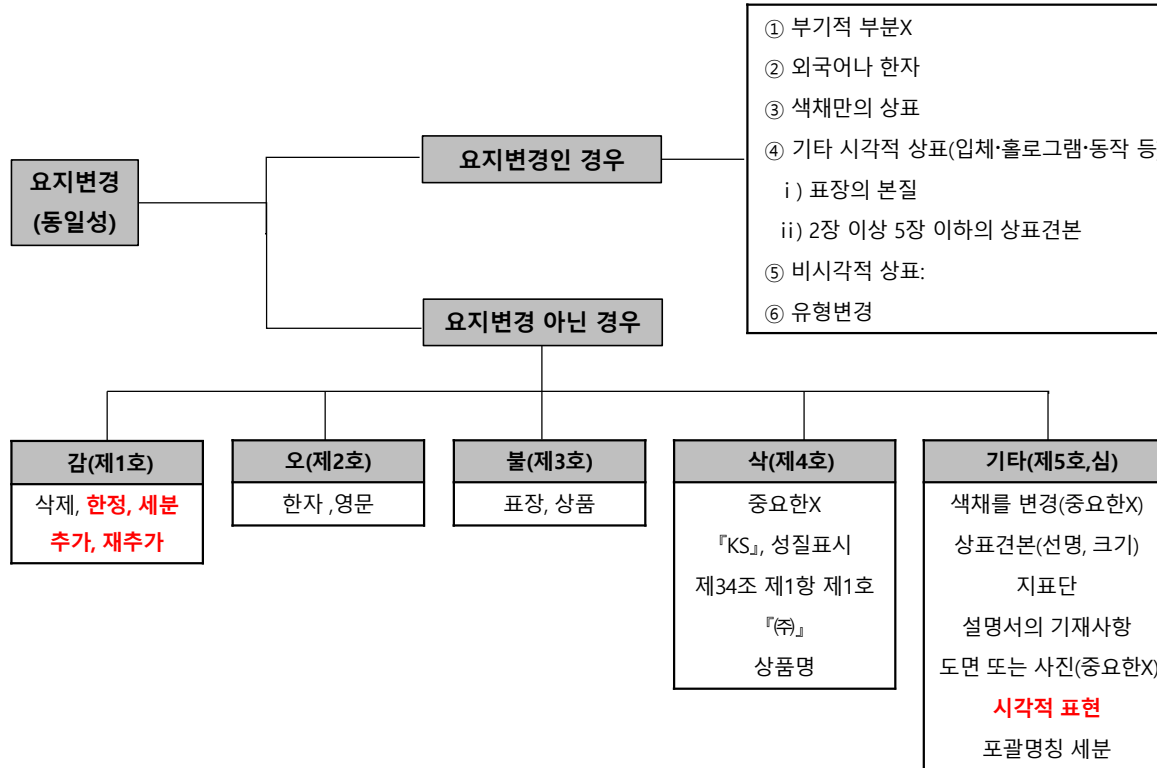 ① 부기적 부분X
② 외국어나 한자
③ 색채만의 상표
④ 기타 시각적 상표(입체·홀로그램·동작 등
ⅰ) 표장의 본질
ⅱ) 2장 이상 5장 이하의 상표견본
⑤ 비시각적 상표:
⑥ 유형변경
요지변경
(동일성)
요지변경인 경우
요지변경 아닌 경우
감(제1호)
삭제, 한정, 세분
추가, 재추가
오(제2호)
한자 ,영문
불(제3호)
표장, 상품
삭(제4호)
중요한X
『KS』, 성질표시
제34조 제1항 제1호
『㈜』
상품명
기타(제5호,심)
색채를 변경(중요한X)
상표견본(선명, 크기)
지표단
설명서의 기재사항
도면 또는 사진(중요한X)
시각적 표현
포괄명칭 세분